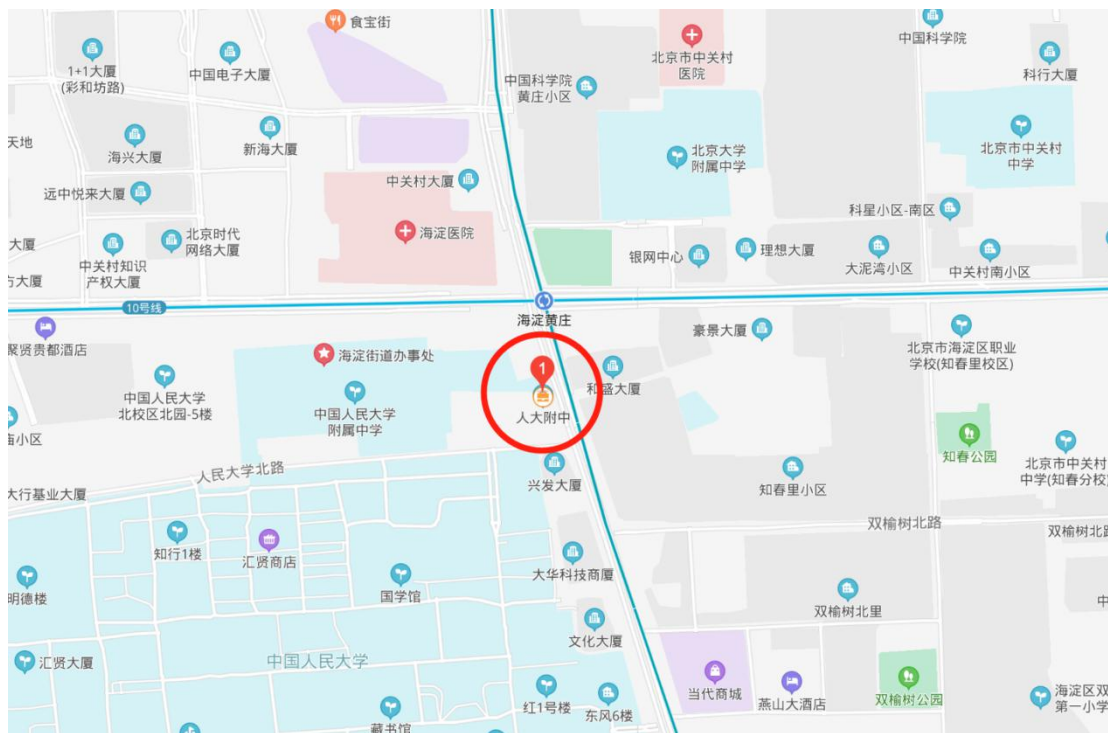 食宝街
中国科学院
1+1大厦
(彩和坊路)
中国电子大厦
中国科学院
黄庄小区
北京市中关村
医院
科行大厦
天地
海兴大厦
新海大厦
北京大学
附属中学
北京市中关村
中学
远中悦来大厦
中关村大厦
科星小区-南区
大厦
北京时代
网络大厦
海淀医院
银网中心
理想大厦
大泥湾小区
中关村南小区
中关村知识
产权大厦
方大厦
10号线
海淀黄庄
聚贤贵都酒店
海淀街道办事处
豪景大厦
北京市海淀区职业
学校(知春里校区)
中国人民大学
北校区北园-5楼
中国人民大学
附属中学
1
人大附中
和盛大厦
庙小区
人民大学北路
知春公园
北京市中关村
中学(知春分校)
大行基业大厦
兴发大厦
知春里小区
双榆树北路
双榆树北路
知行1楼
汇贤商店
国学馆
大华科技商厦
明德楼
双榆树北里
中
文化大厦
汇贤大厦
中国人民大学
当代商城
燕山大酒店
双榆树公园
海淀区双
第一小学
红1号楼
东风6楼
藏书馆